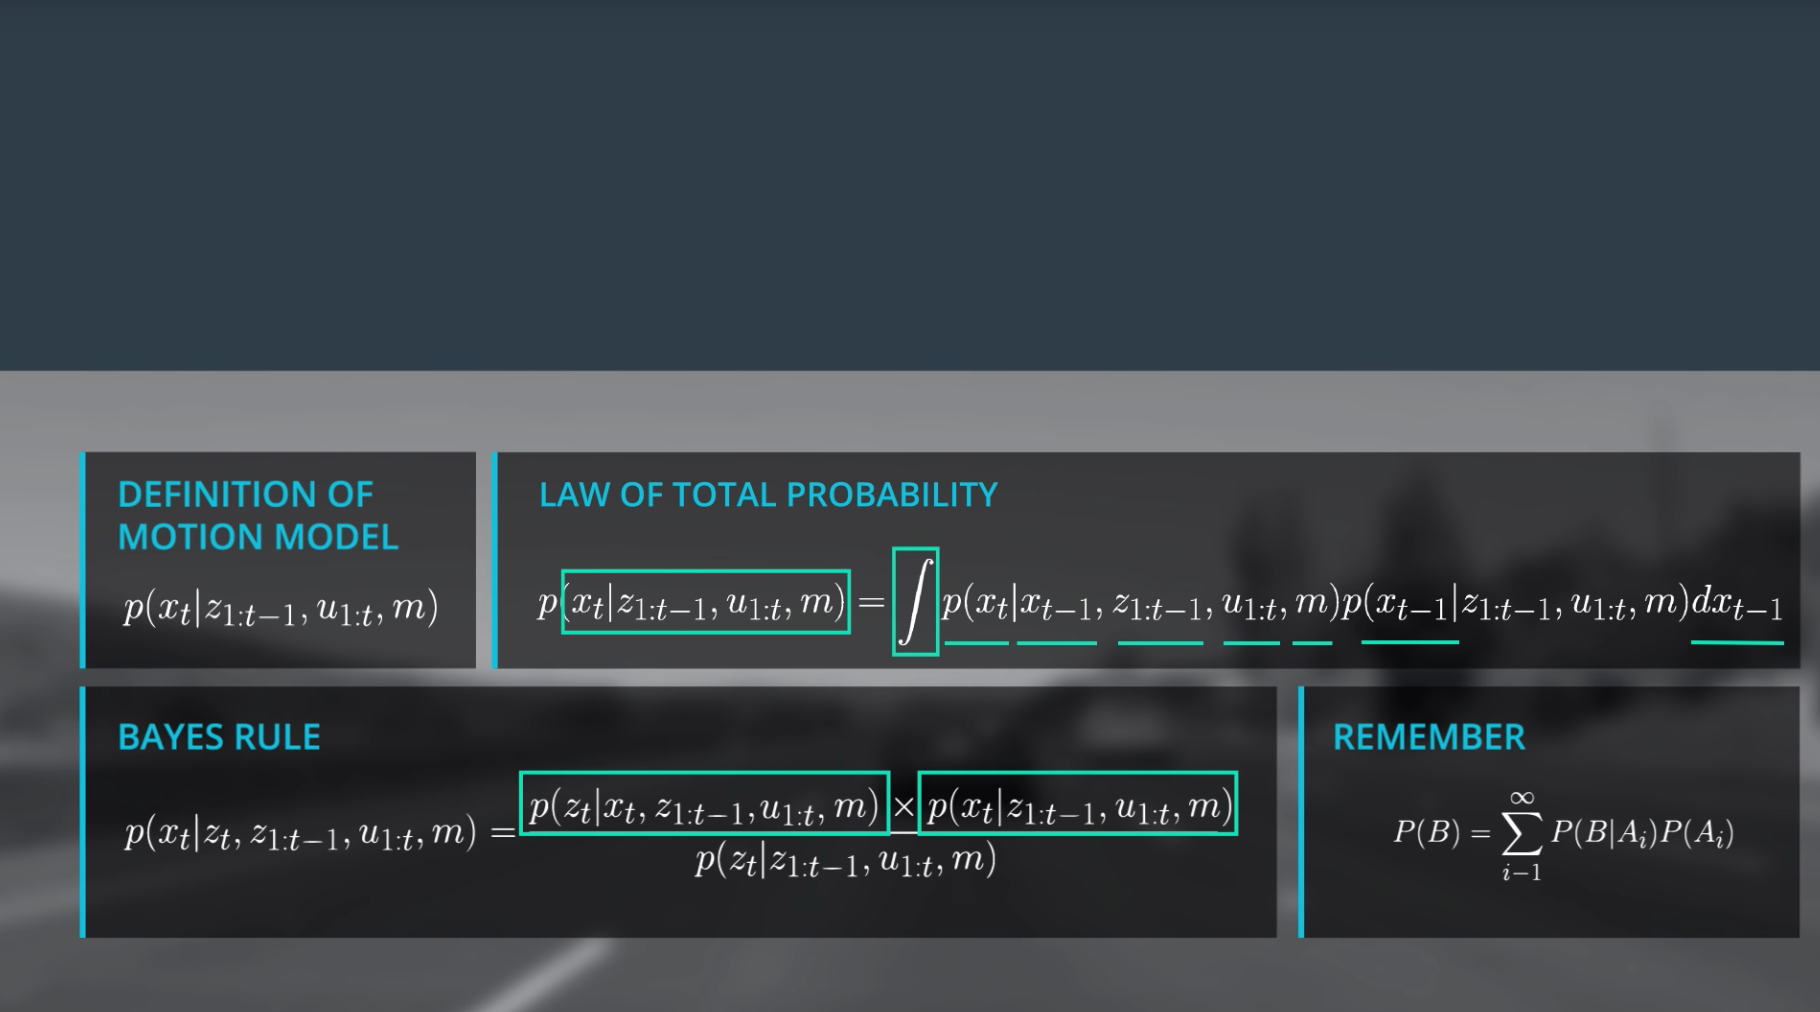 DEFINITION OF
MOTION MODEL
p(x_t|z_{1:t−1}, u_{1:t}, m)
LAW OF TOTAL PROBABILITY
p(x_t|z_{1:t−1}, u_{1:t}, m) = ∫ p(x_t|x_{t−1}, z_{1:t−1}, u_{1:t}, m)p(x_{t−1}|z_{1:t−1}, u_{1:t}, m)dx_{t−1}
BAYES RULE
p(x_t|z_t, z_{1:t−1}, u_{1:t}, m) = \frac{p(z_t|x_t, z_{1:t−1}, u_{1:t}, m) × p(x_t|z_{1:t−1}, u_{1:t}, m)}{p(z_t|z_{1:t−1}, u_{1:t}, m)}
REMEMBER
P(B) = \sum_{i−1}^{∞} P(B|A_i)P(A_i)